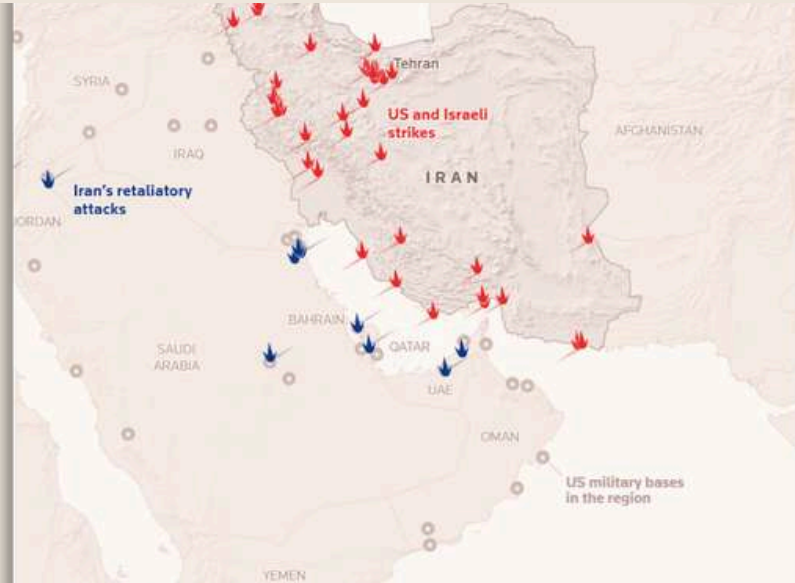 Tehran
SYRIA
US and Israeli
strikes
AFGHANISTAN
IRAQ
IRAN
Iran's retaliatory
attacks
ORDAN
BAHRAIN
QATAR
SAUDI
ARABIA
UAE
OMAN
US military bases
in the region
YEMEN